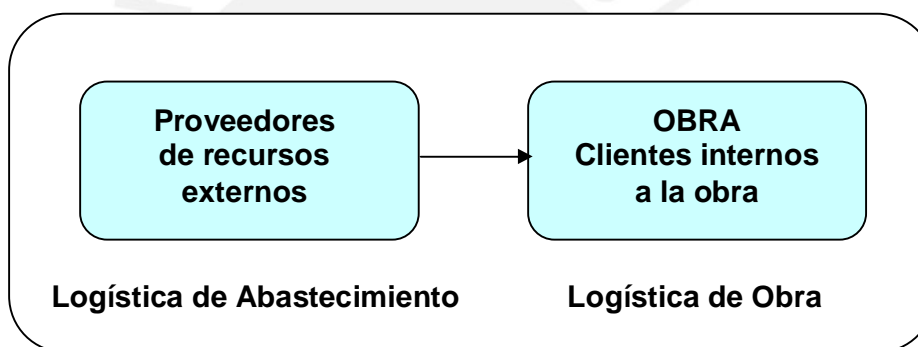 Proveedores
de recursos
externos
OBRA
Clientes internos
a la obra
Logística de Abastecimiento
Logística de Obra